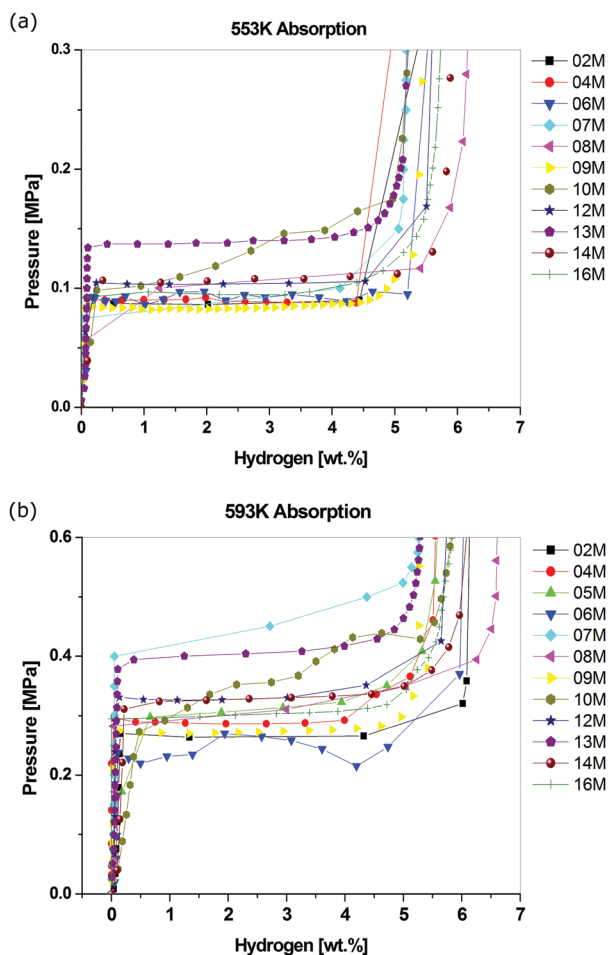 (a)
553K Absorption
Pressure [MPa]
0.3
0.2
0.1
0.0
0 1 2 3 4 5 6 7
Hydrogen [wt.%]
02M
04M
06M
07M
08M
09M
10M
12M
13M
14M
16M
(b)
593K Absorption
Pressure [MPa]
0.6
0.4
0.2
0.0
0 1 2 3 4 5 6 7
Hydrogen [wt.%]
02M
04M
05M
06M
07M
08M
09M
10M
12M
13M
14M
16M